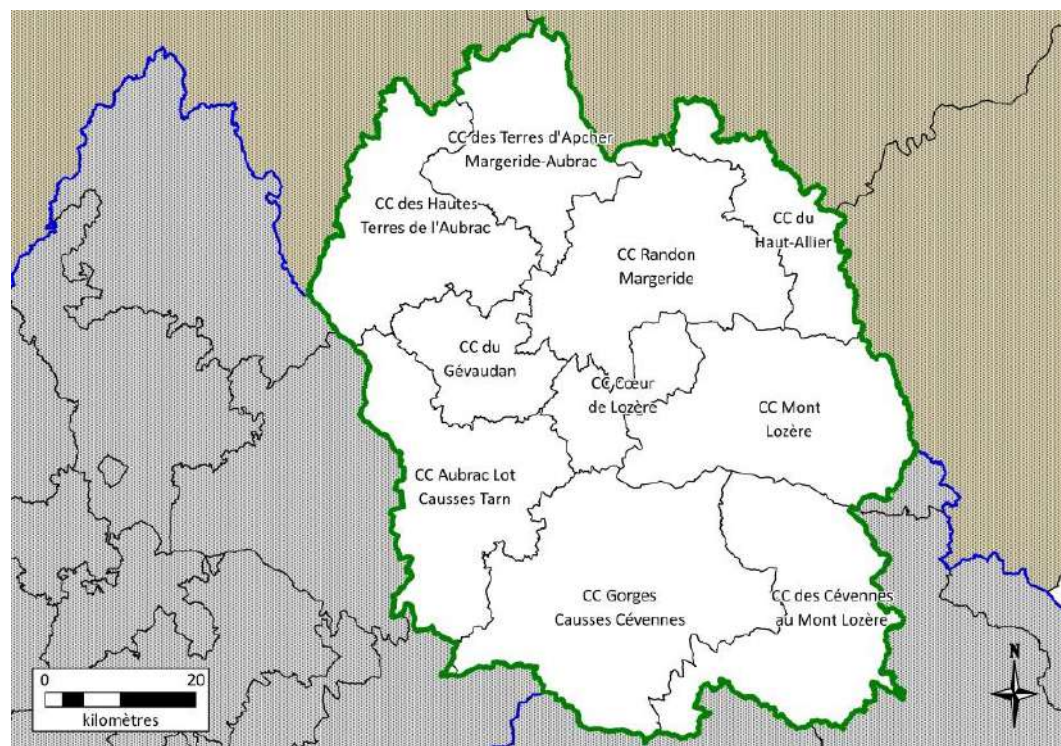 CC des Terres d'Apcher
Margeride-Aubrac
CC des Hautes
Terres de l'Aubrac
CC du
Haut-Allier
CC Randon
Margeride
CC du
Gévaudan
CC Cœur
de Lozère
CC Mont
Lozère
CC Aubrac Lot
Causses Tarn
CC Gorges
Causses Cévennes
CC des Cévennes
au Mont Lozère
0 20
kilomètres
N